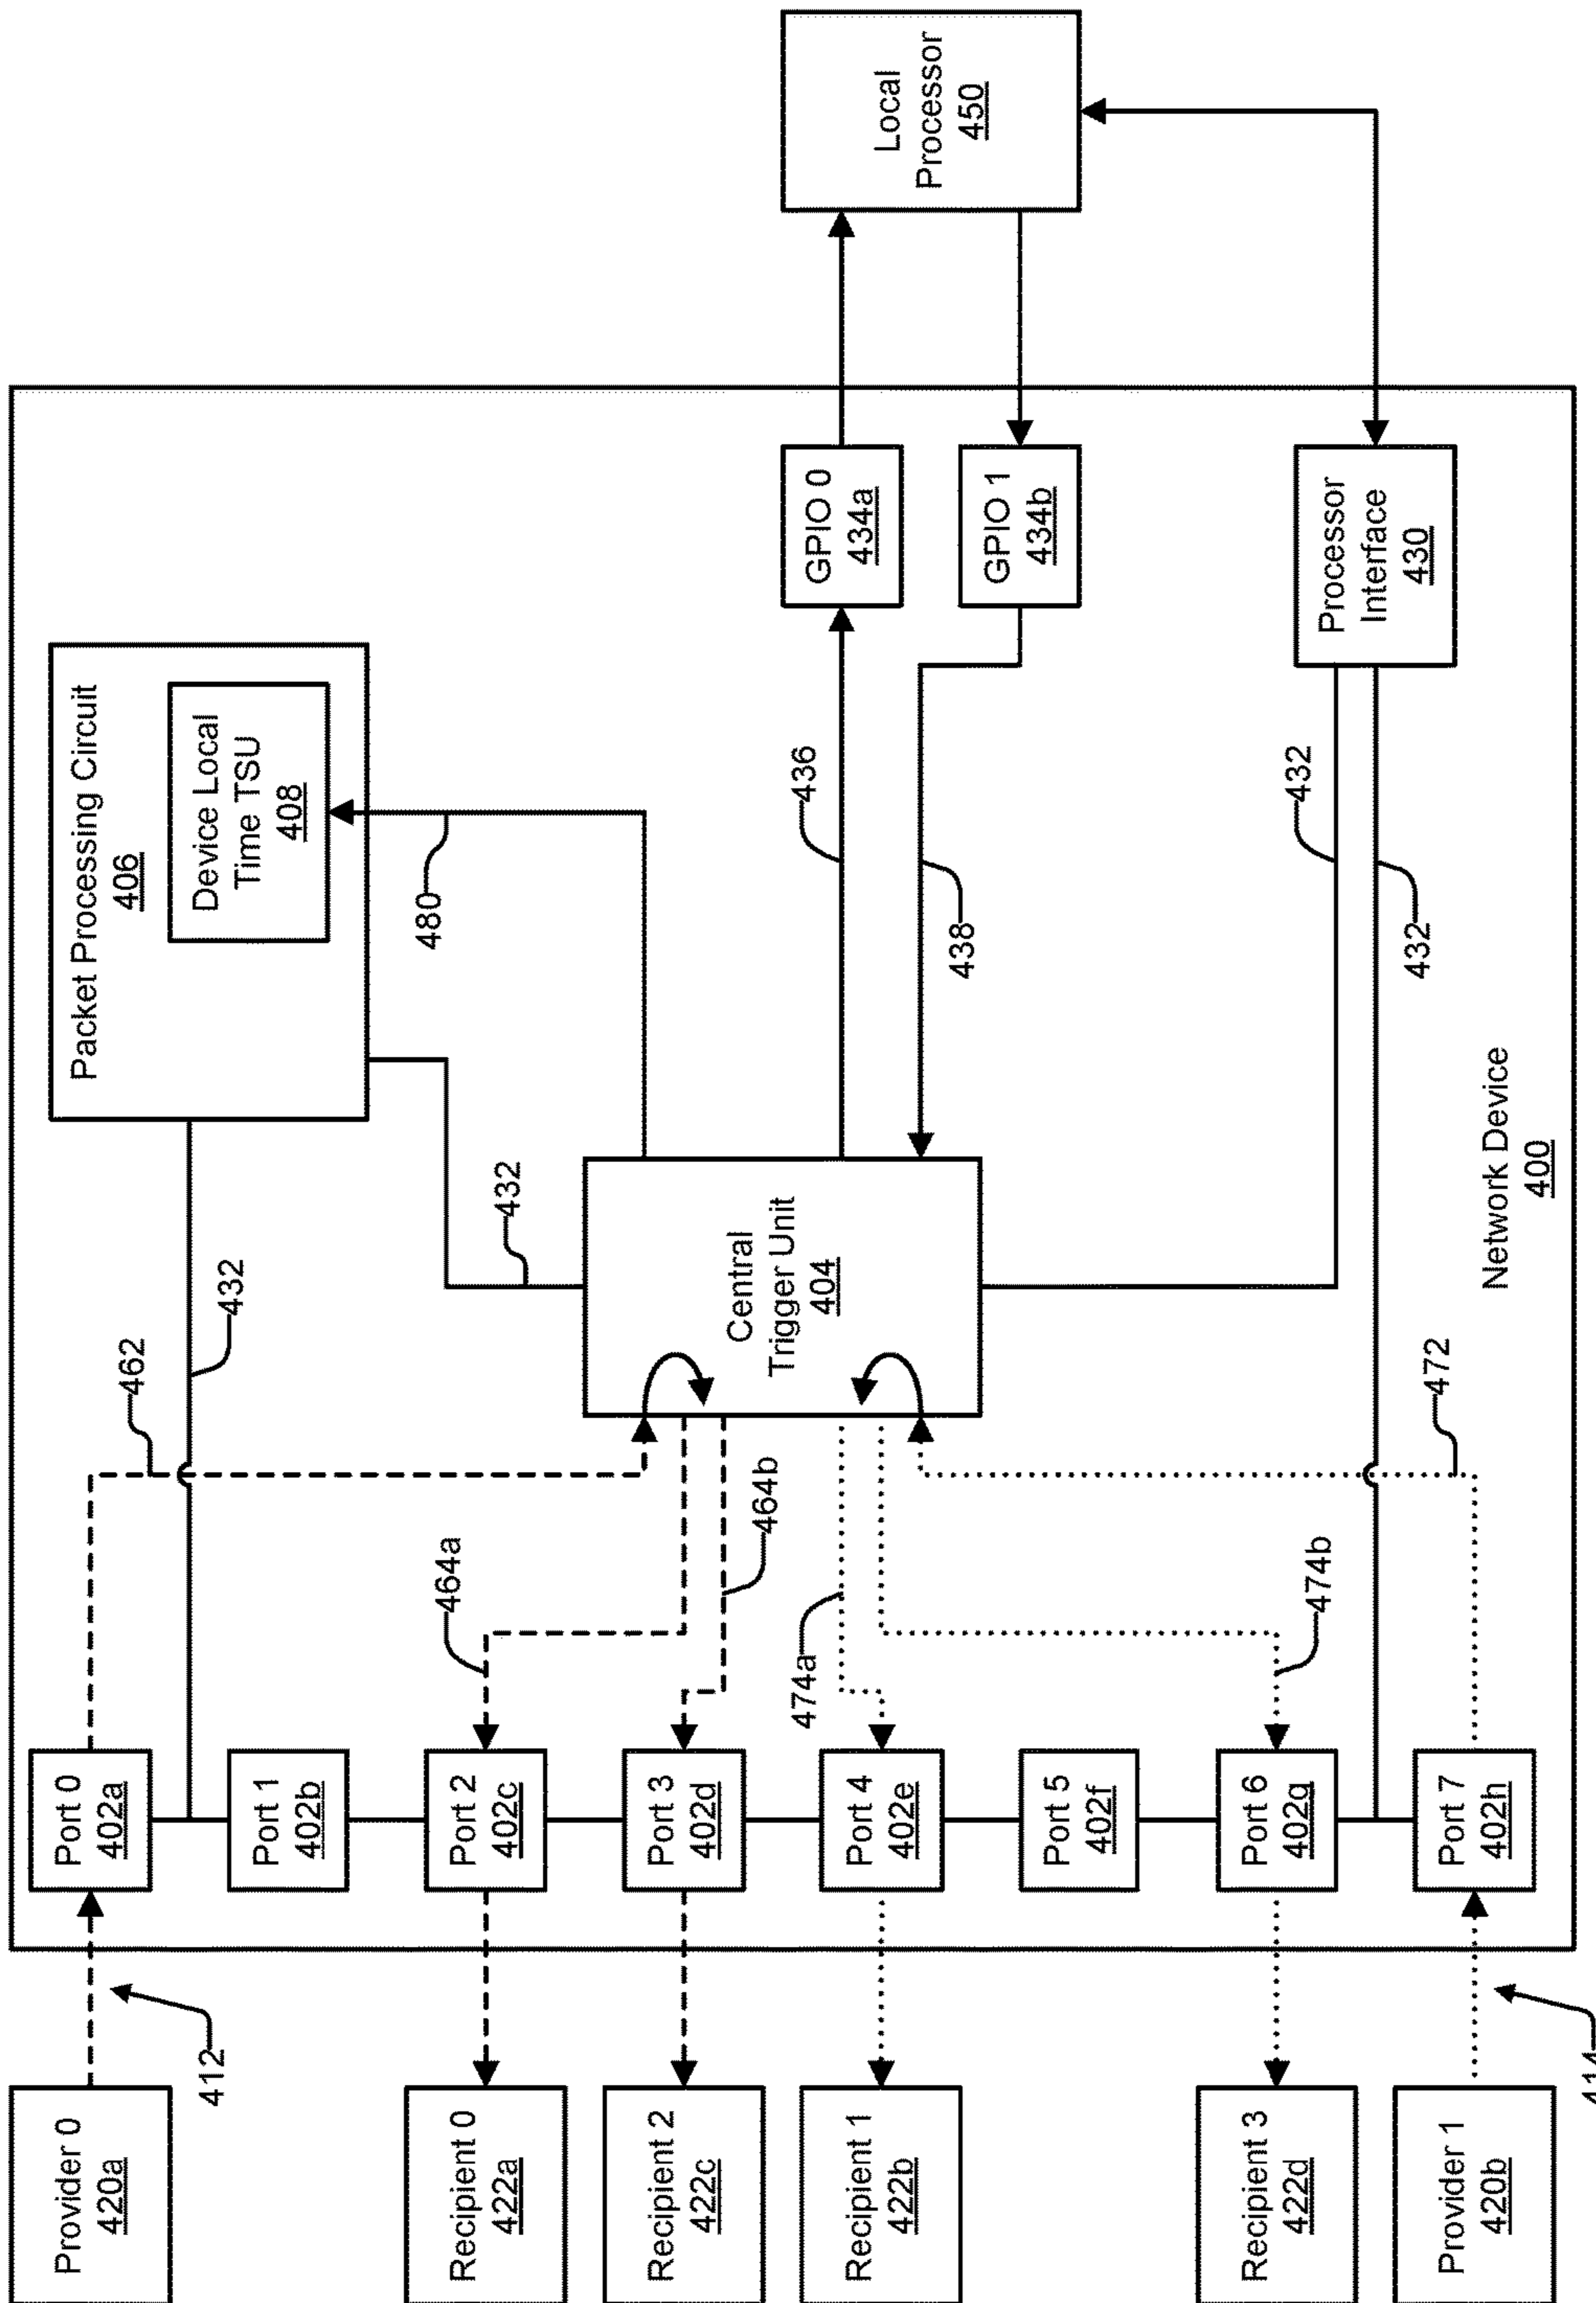 Provider 0
420a
Recipient 0
422a
Recipient 2
422c
Recipient 1
422b
Recipient 3
422d
Provider 1
420b
412
414
Port 0
402a
Port 1
402b
Port 2
402c
Port 3
402d
Port 4
402e
Port 5
402f
Port 6
402g
Port 7
402h
462
432
464a
464b
474a
474b
472
Central
Trigger Unit
404
432
Packet Processing Circuit
406
Device Local
Time TSU
408
480
436
438
432
432
GPIO 0
434a
GPIO 1
434b
Processor
Interface
430
Network Device
400
Local
Processor
450